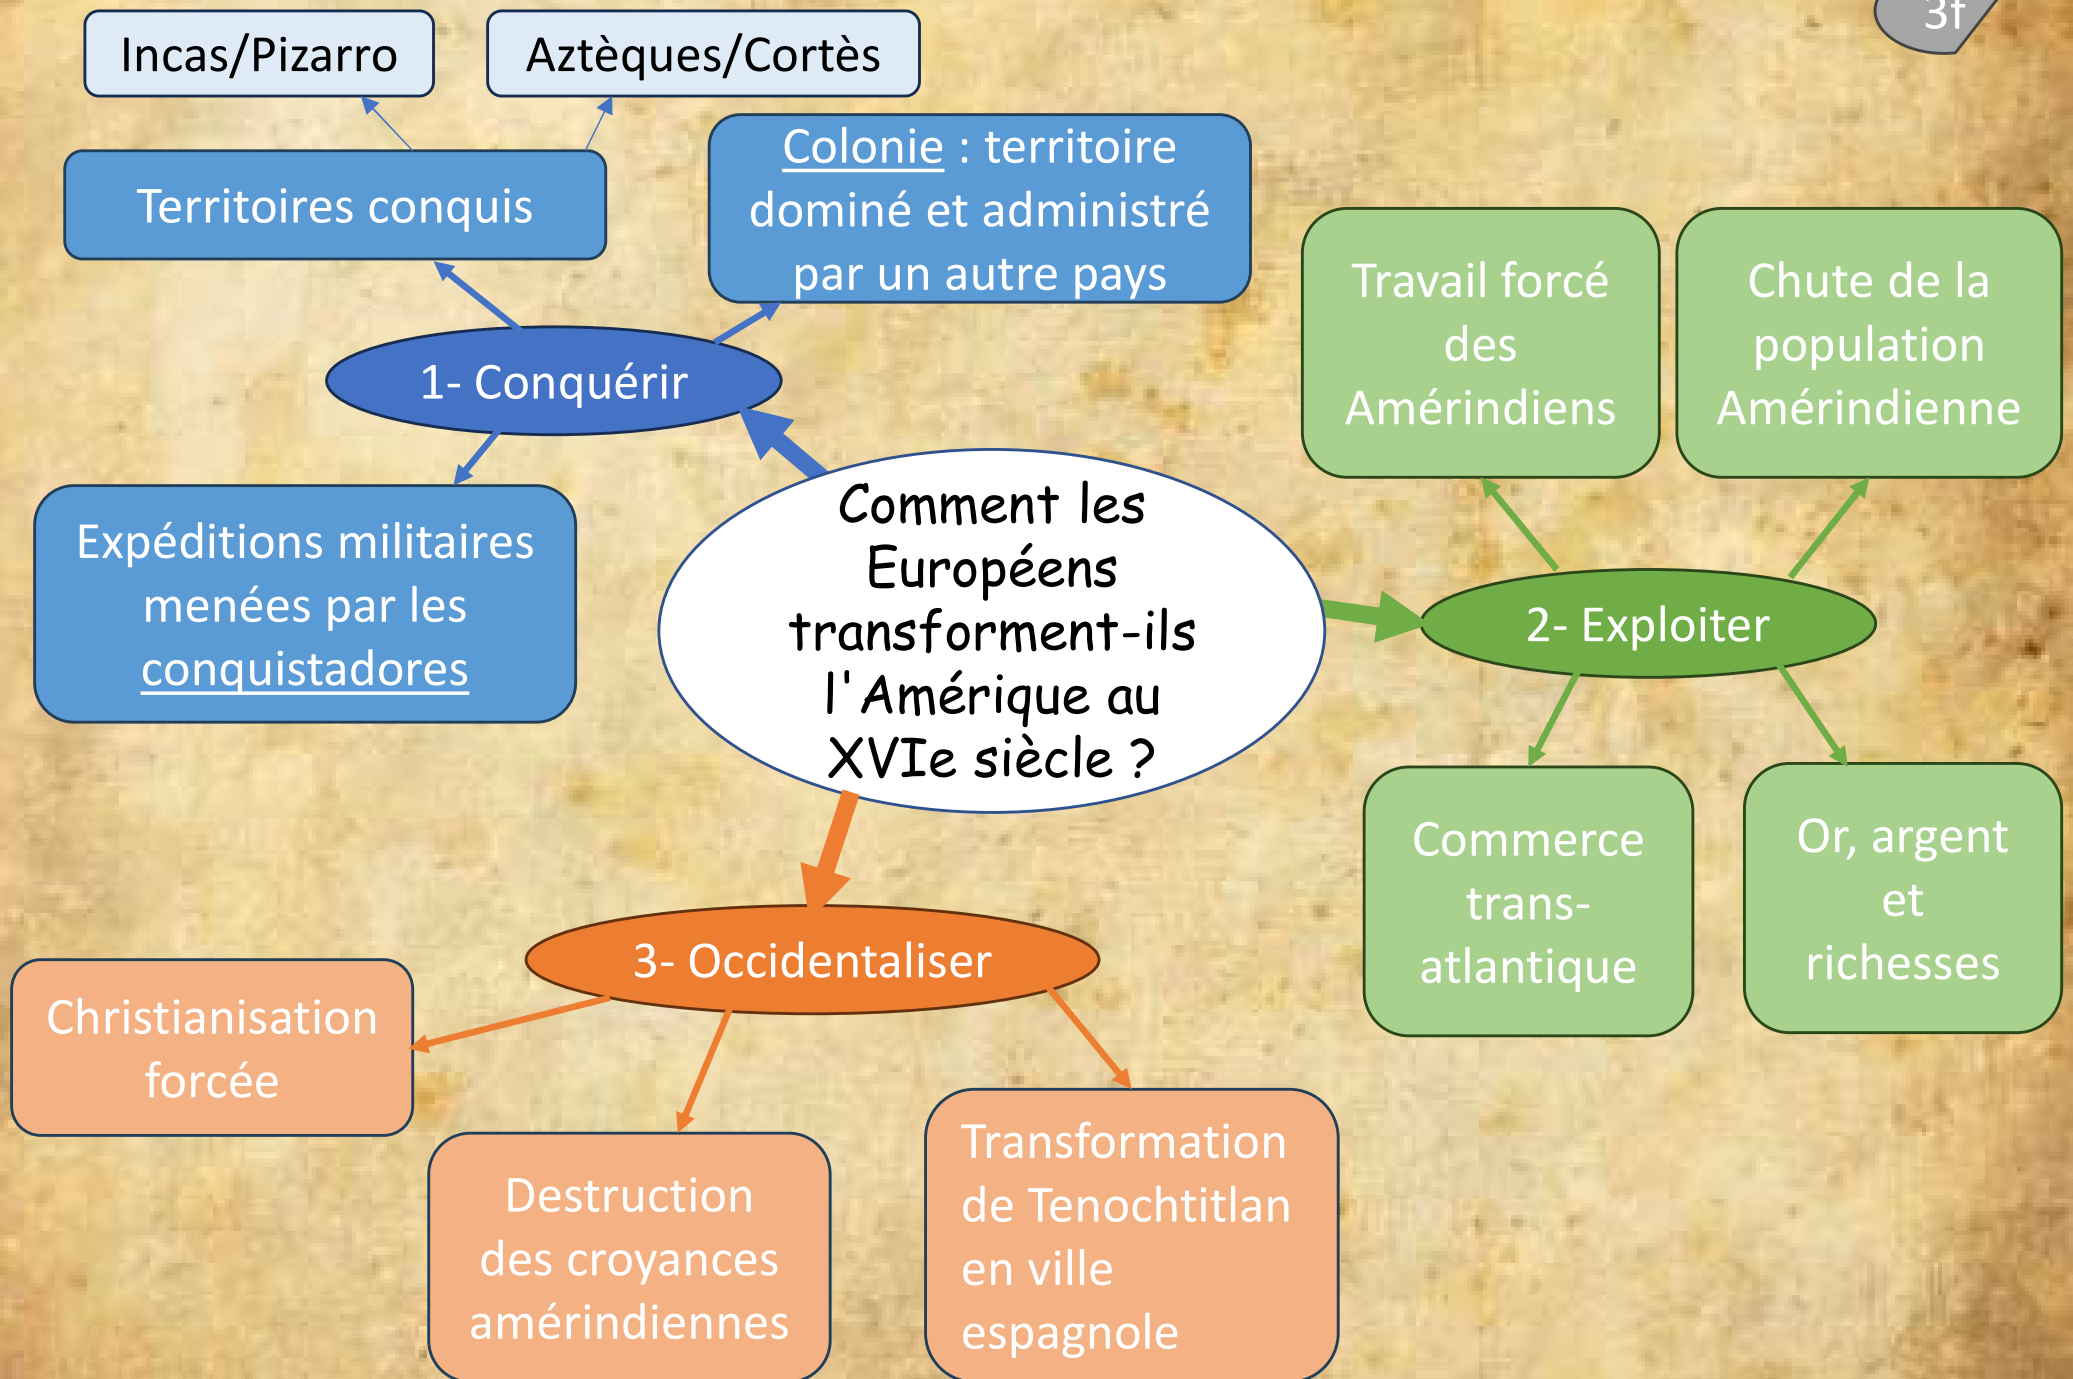 3f
Incas/Pizarro
Aztèques/Cortès
Territoires conquis
Colonie : territoire
dominé et administré
par un autre pays
1- Conquérir
Expéditions militaires
menées par les
conquistadores
Comment les
Européens
transforment-ils
l'Amérique au
XVIe siècle ?
Travail forcé
des
Amérindiens
Chute de la
population
Amérindienne
2- Exploiter
Commerce
trans-
atlantique
Or, argent
et
richesses
3- Occidentaliser
Christianisation
forcée
Destruction
des croyances
amérindiennes
Transformation
de Tenochtitlan
en ville
espagnole